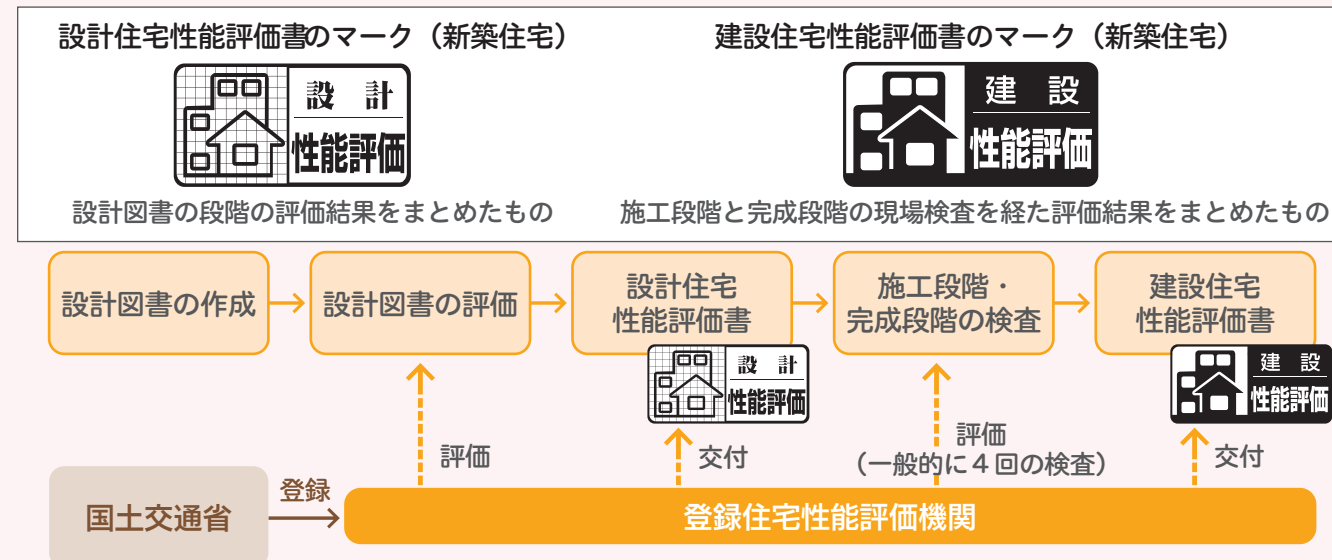 設計住宅性能評価書のマーク（新築住宅）
建設住宅性能評価書のマーク（新築住宅）
設 計
性能評価
建 設
性能評価
設計図書の段階の評価結果をまとめたもの
施工段階と完成段階の現場検査を経た評価結果をまとめたもの
設計図書の作成
設計図書の評価
設計住宅
性能評価書
施工段階・
完成段階の検査
建設住宅
性能評価書
設 計
性能評価
建 設
性能評価
評価
交付
評価
（一般的に４回の検査）
交付
国土交通省
登録
登録住宅性能評価機関